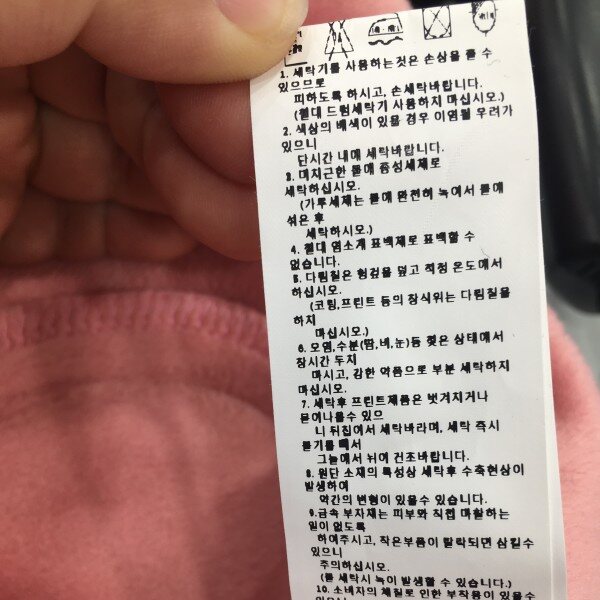 1. 세탁기를 사용하는것은 손상을 줄 수
있으므로
피하도록 하시고, 손세탁바랍니다.
(절대 드럼세탁기 사용하지 마십시오.)
2. 색상의 배색이 있을 경우 이염될 우려가
있으니
단시간 내에 세탁바랍니다.
3. 미지근한 물에 중성세제로
세탁하십시오.
(가루세제는 물에 완전히 녹여서 물에
섞은 후
세탁하시오.)
4. 절대 염소계 표백제로 표백할 수
없습니다.
5. 다림질은 헝겊을 덮고 적정 온도에서
하십시오.
(코팅,프린트 등의 장식위는 다림질을
하지
마십시오.)
6. 오염,수분(땀,비,눈)등 젖은 상태에서
장시간 두지
마시고, 강한 약품으로 부분 세탁하지
마십시오.
7. 세탁후 프린트제품은 벗겨지거나
묻어나올수 있으
니 뒤집어서 세탁바라며, 세탁 즉시
물기를 빼서
그늘에서 뉘여 건조바랍니다.
8. 원단 소재의 특성상 세탁후 수축현상이
발생하여
약간의 변형이 있을수 있습니다.
9.금속 부자재는 피부와 직접 마찰하는
일이 없도록
하여주시고, 작은부품이 탈락되면 삼킬수
있으니
주의하십시오.
(물 세탁시 녹이 발생할 수 있습니다.)
10. 소비자의 체질로 인한 부작용이 있을수